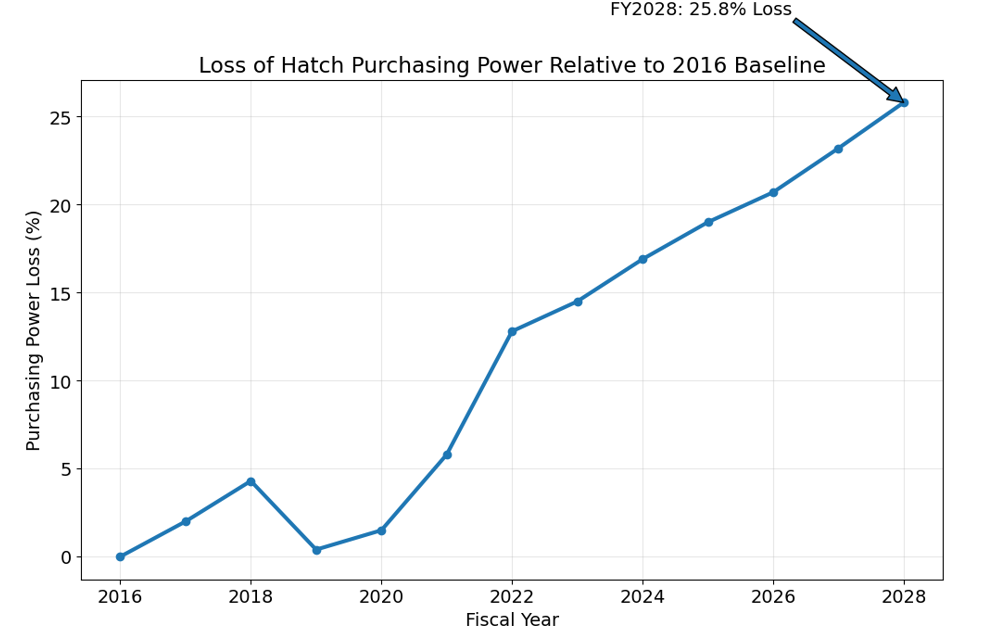 FY2028: 25.8% Loss
Loss of Hatch Purchasing Power Relative to 2016 Baseline
Purchasing Power Loss (%)
25
20
15
10
5
0
2016 2018 2020 2022 2024 2026 2028
Fiscal Year